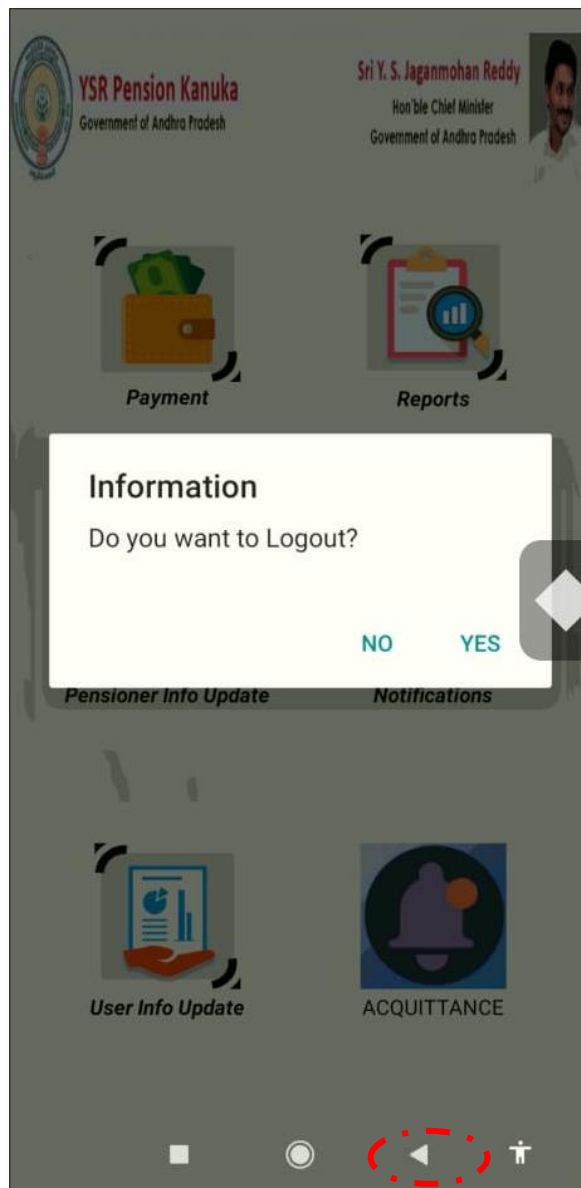 YSR Pension Kanuka
Government of Andhra Pradesh
Sri Y. S. Jaganmohan Reddy
Hon'ble Chief Minister
Government of Andhra Pradesh
Payment
Reports
Information
Do you want to Logout?
NO
YES
Pensioner Info Update
Notifications
User Info Update
ACQUITTANCE